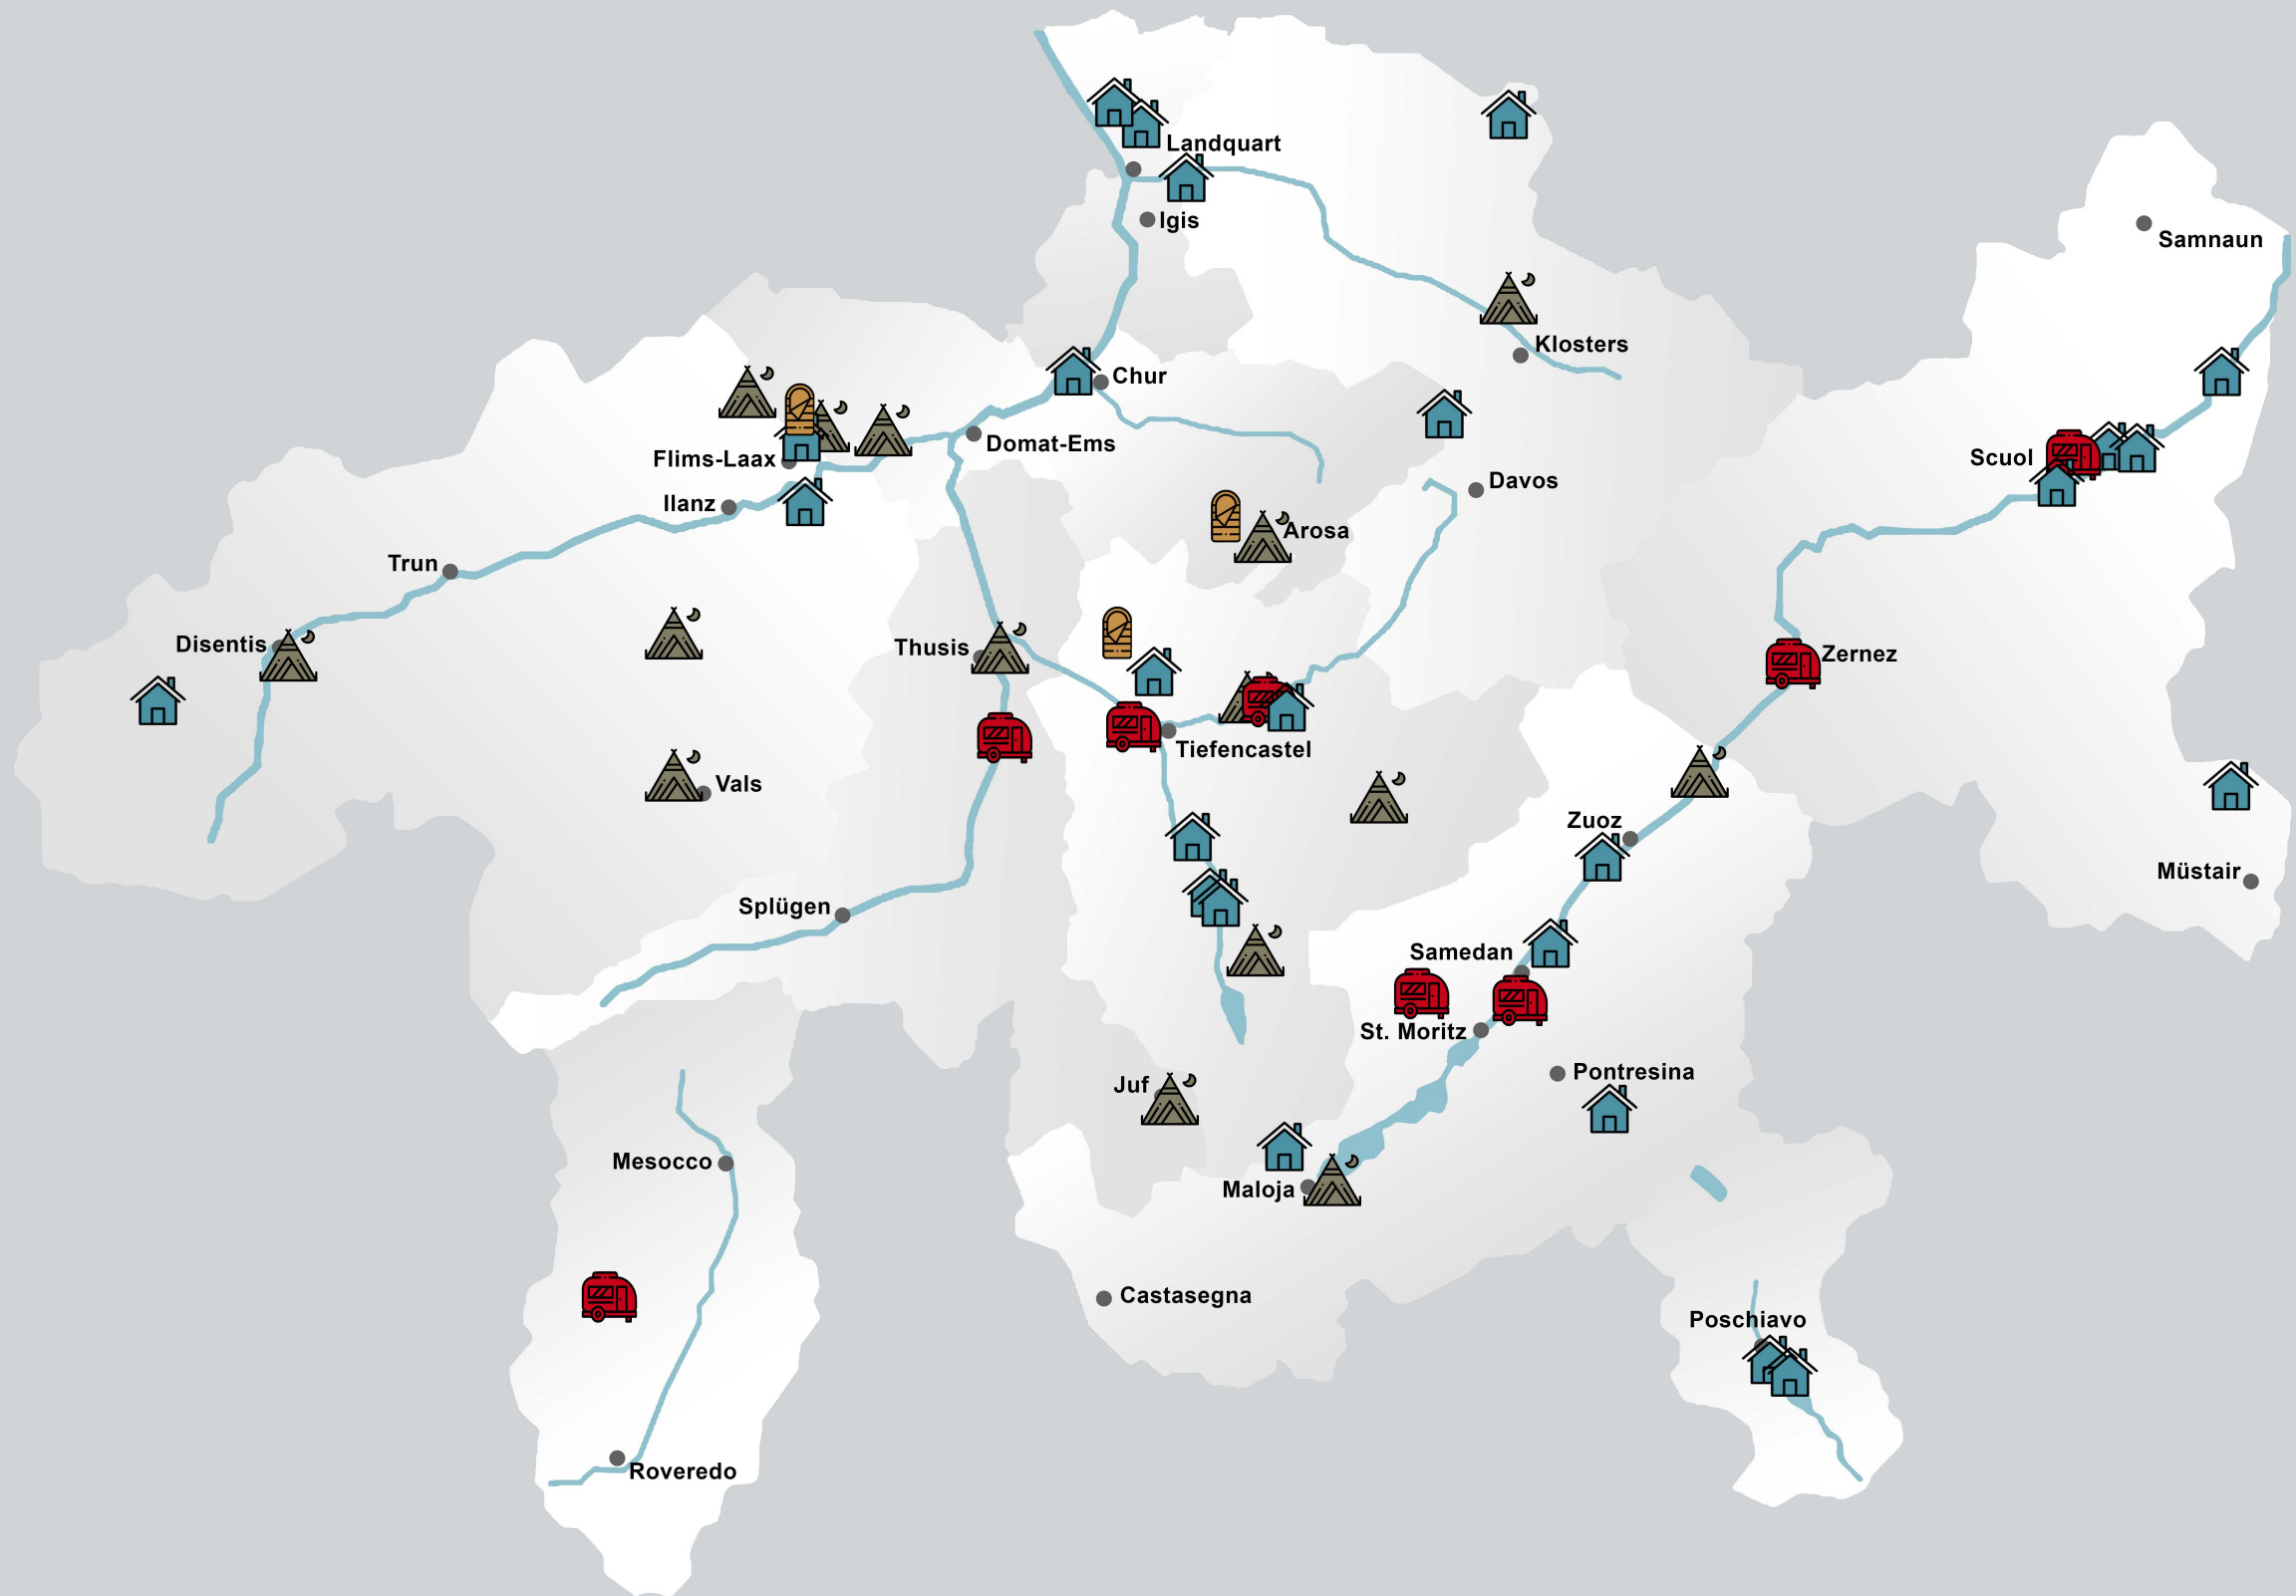 Landquart
Igis
Samnaun
Klosters
Chur
Domat-Ems
Flims-Laax
Scuol
Davos
Ilanz
Arosa
Trun
Disentis
Thusis
Zernez
Tiefencastel
Vals
Zuoz
Müstair
Splügen
Samedan
St. Moritz
Pontresina
Juf
Mesocco
Maloja
Castasegna
Poschiavo
Roveredo